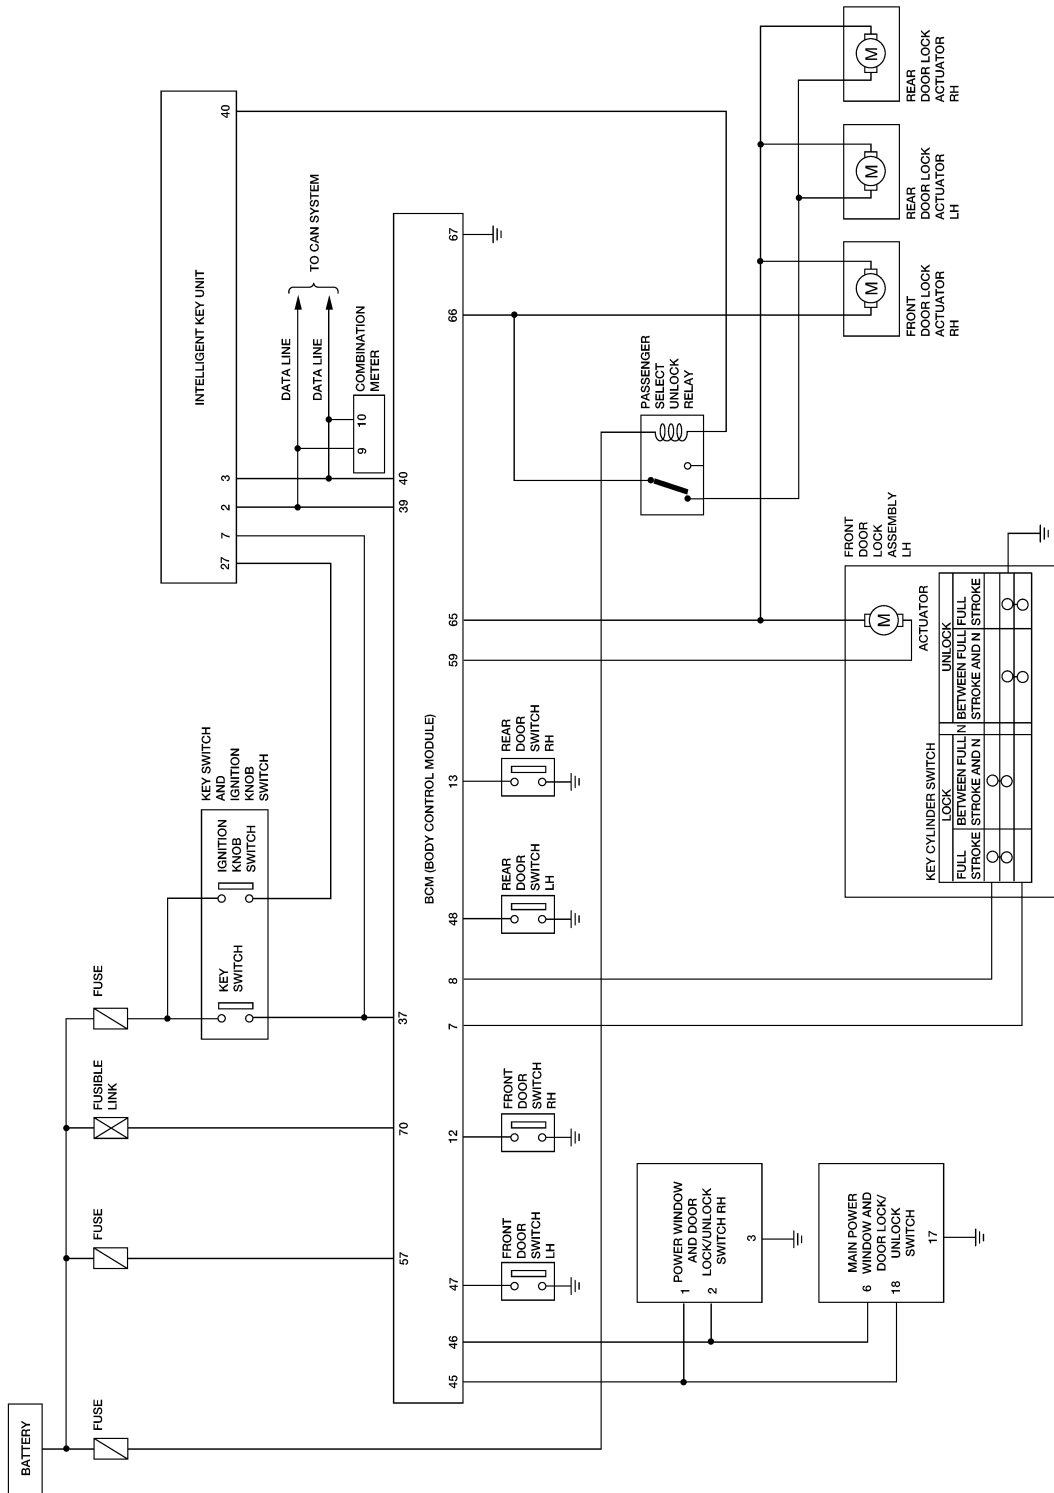 BATTERY
FUSE
FUSE
FUSIBLE
LINK
FUSE
KEY SWITCH
AND
IGNITION
KNOB
SWITCH
KEY
SWITCH
IGNITION
KNOB
SWITCH
INTELLIGENT KEY UNIT
27
7
2
3
40
DATA LINE
DATA LINE
TO CAN SYSTEM
COMBINATION
METER
9
10
BCM (BODY CONTROL MODULE)
57
70
37
39
40
45
46
47
12
7
8
48
13
59
65
66
67
FRONT
DOOR
SWITCH
LH
FRONT
DOOR
SWITCH
RH
REAR
DOOR
SWITCH
LH
REAR
DOOR
SWITCH
RH
PASSENGER
SELECT
UNLOCK
RELAY
POWER WINDOW
AND DOOR
LOCK/UNLOCK
SWITCH RH
1
2
3
MAIN POWER
WINDOW AND
DOOR LOCK/
UNLOCK
SWITCH
6
18
17
FRONT
DOOR
LOCK
ASSEMBLY
LH
M
ACTUATOR
KEY CYLINDER SWITCH
LOCK
N
UNLOCK
FULL
STROKE
BETWEEN FULL
STROKE AND N
BETWEEN FULL
STROKE AND N
FULL
STROKE
M
FRONT
DOOR LOCK
ACTUATOR
RH
M
REAR
DOOR LOCK
ACTUATOR
LH
M
REAR
DOOR LOCK
ACTUATOR
RH